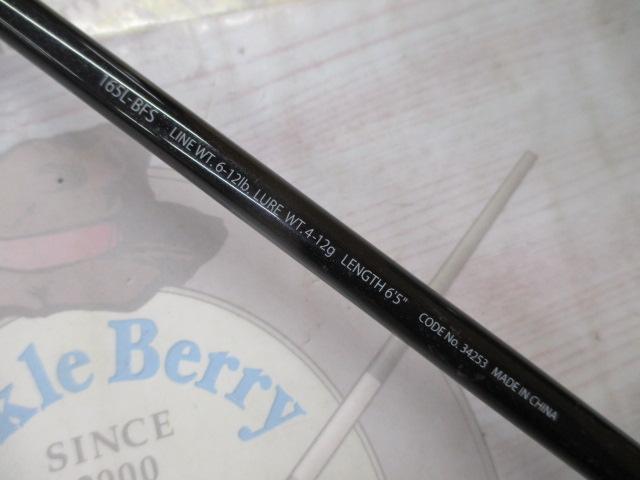 165L-BFS LINE WT. 6-12lb. LURE WT. 4-12g LENGTH 6'5" CODE No. 34253 MADE IN CHINA
kle Berry
SINCE
2000